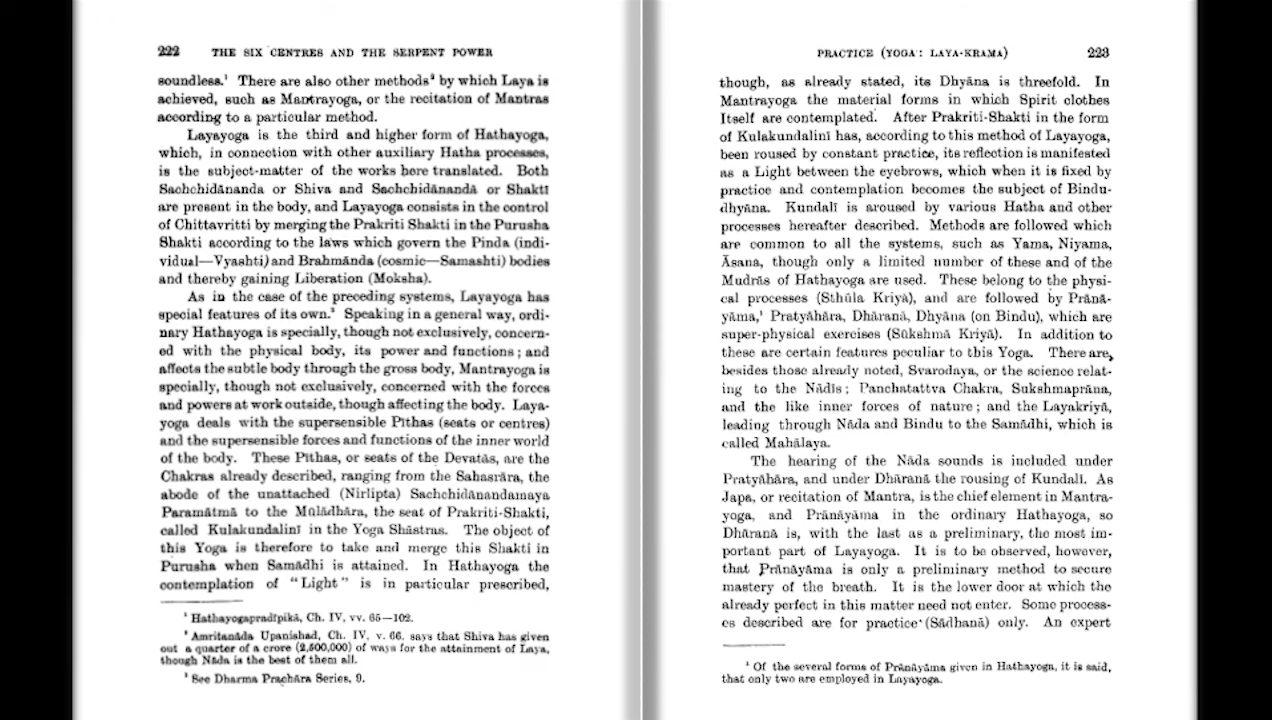 222 THE SIX CENTRES AND THE SERPENT POWER
soundless.¹ There are also other methods² by which Laya is
achieved, such as Mantrayoga, or the recitation of Mantras
according to a particular method.
Layayoga is the third and higher form of Hathayoga,
which, in connection with other auxiliary Hatha processes,
is the subject-matter of the works here translated. Both
Sachchidānanda or Shiva and Sachchidānandā or Shakti
are present in the body, and Layayoga consists in the control
of Chittavritti by merging the Prakriti Shakti in the Purusha
Shakti according to the laws which govern the Pinda (indi-
vidual—Vyashti) and Brahmānda (cosmic—Samashti) bodies
and thereby gaining Liberation (Moksha).
As in the case of the preceding systems, Layayoga has
special features of its own.³ Speaking in a general way, ordi-
nary Hathayoga is specially, though not exclusively, concern-
ed with the physical body, its power and functions; and
affects the subtle body through the gross body, Mantrayoga is
specially, though not exclusively, concerned with the forces
and powers at work outside, though affecting the body. Laya-
yoga deals with the supersensible Pīthas (seats or centres)
and the supersensible forces and functions of the inner world
of the body. These Pīthas, or seats of the Devatās, are the
Chakras already described, ranging from the Sahasrāra, the
abode of the unattached (Nirlipta) Sachchidānandamaya
Paramātmā to the Mūlādhāra, the seat of Prakriti-Shakti,
called Kulakundalinī in the Yoga Shāstras. The object of
this Yoga is therefore to take and merge this Shakti in
Purusha when Samādhi is attained. In Hathayoga the
contemplation of “Light” is in particular prescribed,
¹ Hathayogapradīpikā, Ch. IV, vv. 65—102.
² Amritanāda Upanishad, Ch. IV, v. 66, says that Shiva has given
out a quarter of a crore (2,500,000) of ways for the attainment of Laya,
though Nāda is the best of them all.
³ See Dharma Prachāra Series, 9.
PRACTICE (YOGA: LAYA-KRAMA) 223
though, as already stated, its Dhyāna is threefold. In
Mantrayoga the material forms in which Spirit clothes
Itself are contemplated. After Prakriti-Shakti in the form
of Kulakundalinī has, according to this method of Layayoga,
been roused by constant practice, its reflection is manifested
as a Light between the eyebrows, which when it is fixed by
practice and contemplation becomes the subject of Bindu-
dhyāna. Kundalī is aroused by various Hatha and other
processes hereafter described. Methods are followed which
are common to all the systems, such as Yama, Niyama,
Āsana, though only a limited number of these and of the
Mudrās of Hathayoga are used. These belong to the physi-
cal processes (Sthūla Kriyā), and are followed by Prānā-
yāma,¹ Pratyāhāra, Dhāranā, Dhyāna (on Bindu), which are
super-physical exercises (Sūkshmā Kriyā). In addition to
these are certain features peculiar to this Yoga. There are,
besides those already noted, Svarodaya, or the science relat-
ing to the Nādīs; Panchatattva Chakra, Sukshmaprāna,
and the like inner forces of nature; and the Layakriyā,
leading through Nāda and Bindu to the Samādhi, which is
called Mahālaya.
The hearing of the Nāda sounds is included under
Pratyāhāra, and under Dhāranā the rousing of Kundalī. As
Japa, or recitation of Mantra, is the chief element in Mantra-
yoga, and Prānāyāma in the ordinary Hathayoga, so
Dhāranā is, with the last as a preliminary, the most im-
portant part of Layayoga. It is to be observed, however,
that Prānāyāma is only a preliminary method to secure
mastery of the breath. It is the lower door at which the
already perfect in this matter need not enter. Some process-
es described are for practice (Sādhanā) only. An expert
¹ Of the several forms of Prānāyāma given in Hathayoga, it is said,
that only two are employed in Layayoga.